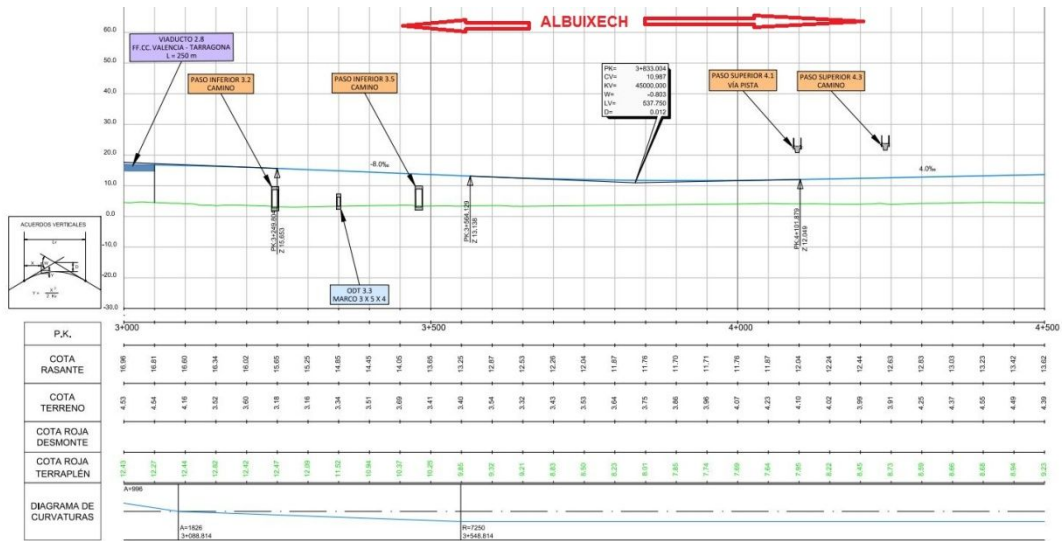 ALBUIXECH
60.0
50.0
40.0
30.0
20.0
10.0
0.0
-10.0
-20.0
-30.0
VIADUCTO 2.8
FF.CC. VALENCIA - TARRAGONA
L = 250 m
PASO INFERIOR 3.2
CAMINO
PASO INFERIOR 3.5
CAMINO
PK= 3+833.004
CV= 10.987
KV= 45000.000
W= -0.803
LV= 537.750
D= 0.012
PASO SUPERIOR 4.1
VÍA PISTA
PASO SUPERIOR 4.3
CAMINO
-8.0‰
4.0‰
PK:3+249.804
Z 15.653
PK:3+564.129
Z 13.138
PK:4+101.879
Z 12.049
ODT 3.3
MARCO 3 X 5 X 4
ACUERDOS VERTICALES
3+000 3+500 4+000 4+500
P.K.
COTA
RASANTE
16.96 16.81 16.60 16.34 16.02 15.65 15.25 14.85 14.45 14.05 13.65 13.25 12.87 12.53 12.26 12.04 11.87 11.76 11.70 11.71 11.76 11.87 12.04 12.24 12.44 12.63 12.83 13.03 13.23 13.42 13.62
COTA
TERRENO
4.53 4.54 4.16 3.52 3.60 3.18 3.16 3.34 3.51 3.69 3.41 3.40 3.54 3.32 3.43 3.53 3.64 3.75 3.86 3.96 4.07 4.23 4.10 4.02 3.99 3.91 4.25 4.37 4.55 4.49 4.39
COTA ROJA
DESMONTE
COTA ROJA
TERRAPLÉN
12.43 12.27 12.44 12.82 12.42 12.47 12.09 11.52 10.94 10.37 10.25 9.85 9.32 9.21 8.83 8.50 8.23 8.01 7.85 7.74 7.69 7.64 7.95 8.22 8.45 8.73 8.59 8.66 8.68 8.94 9.23
DIAGRAMA DE
CURVATURAS
A=996
A=1826
3+088.814
R=7250
3+548.814